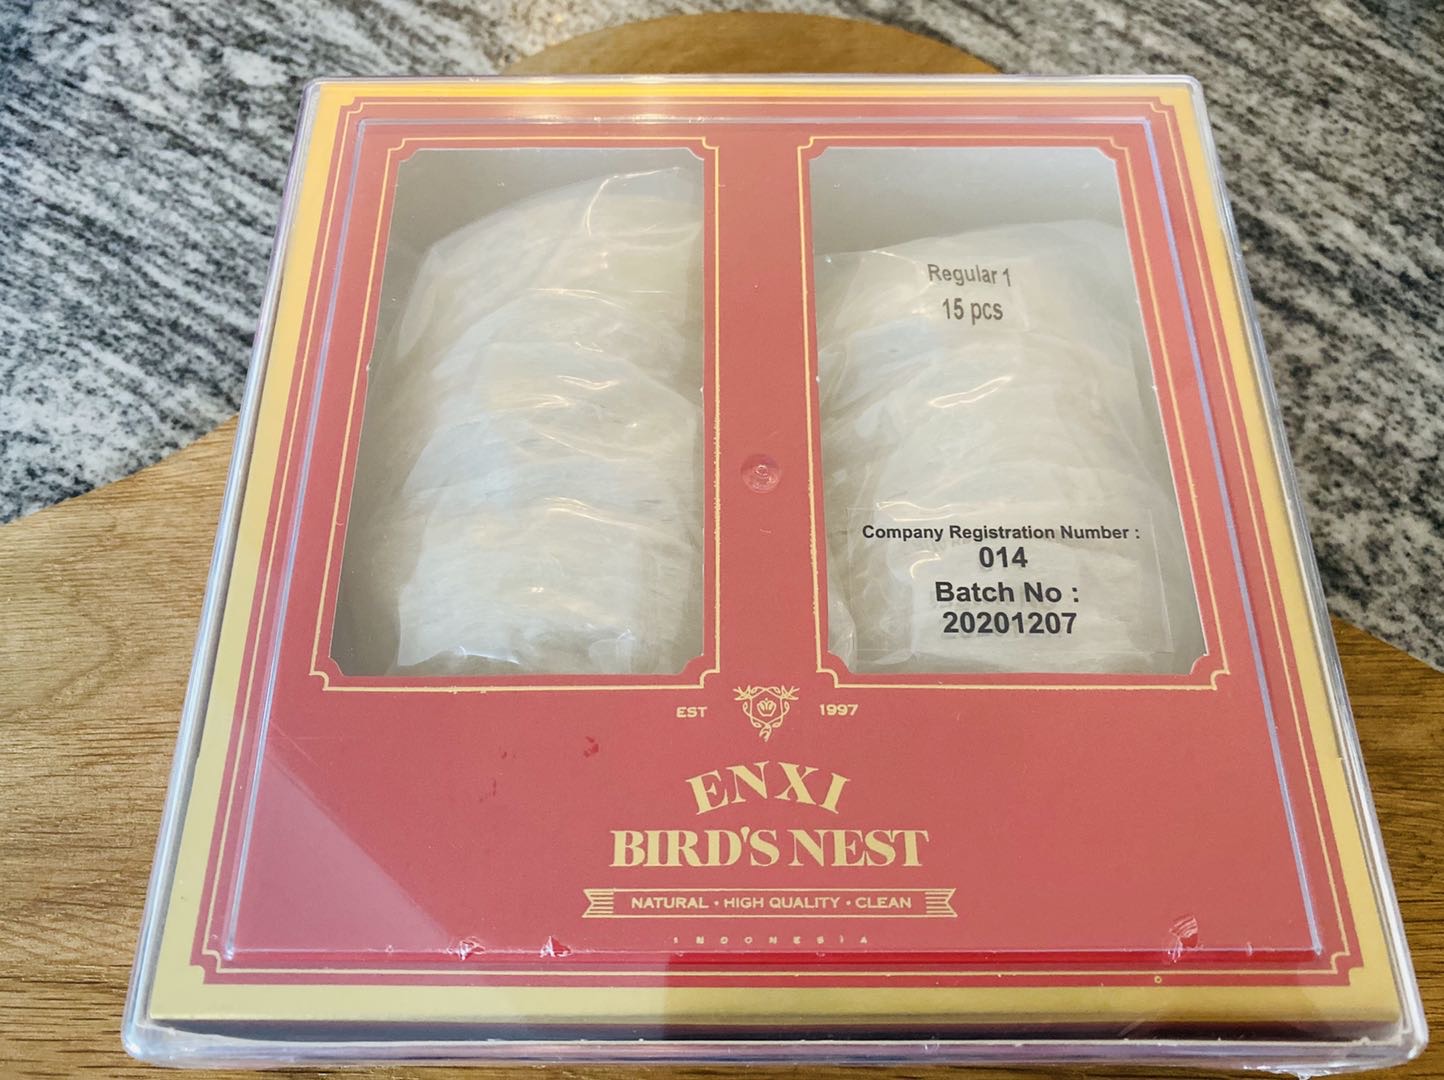 Regular 1
15 pcs
Company Registration Number :
014
Batch No :
20201207
EST 1997
ENXI
BIRD'S NEST
NATURAL • HIGH QUALITY • CLEAN
INDONESIA